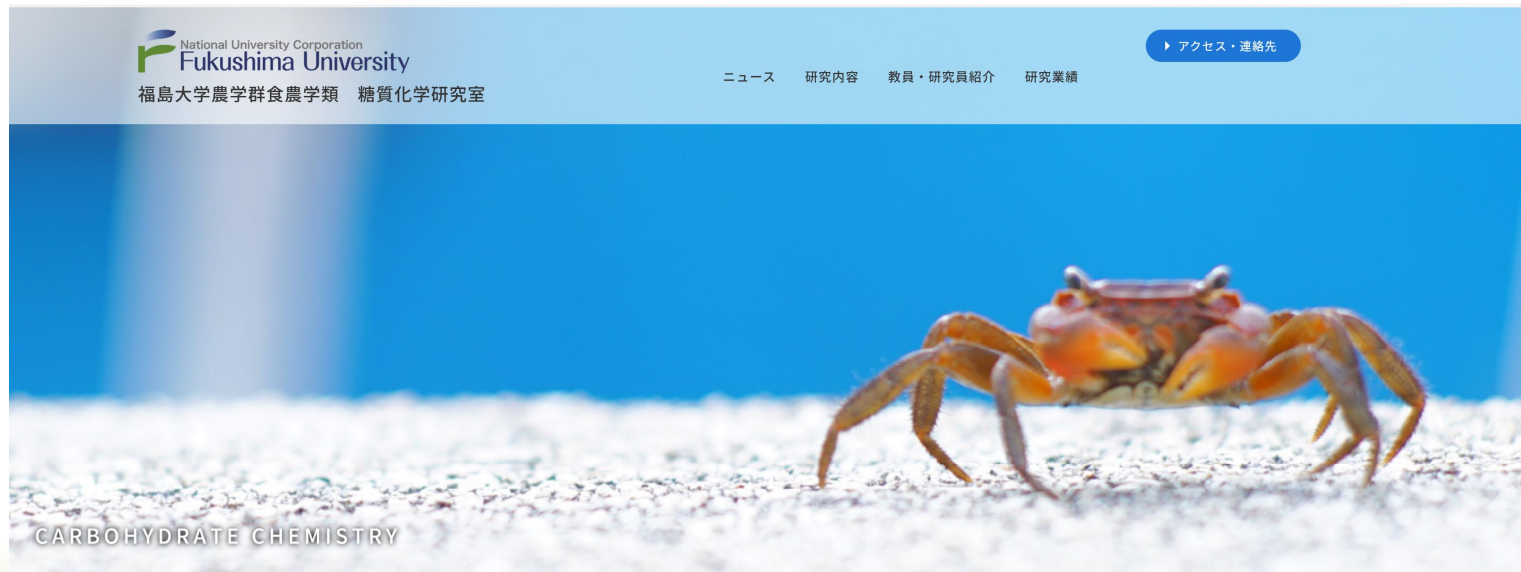 National University Corporation
Fukushima University
福島大学農学群食農学類　糖質化学研究室
ニュース
研究内容
教員・研究員紹介
研究業績
アクセス・連絡先
CARBOHYDRATE CHEMISTRY